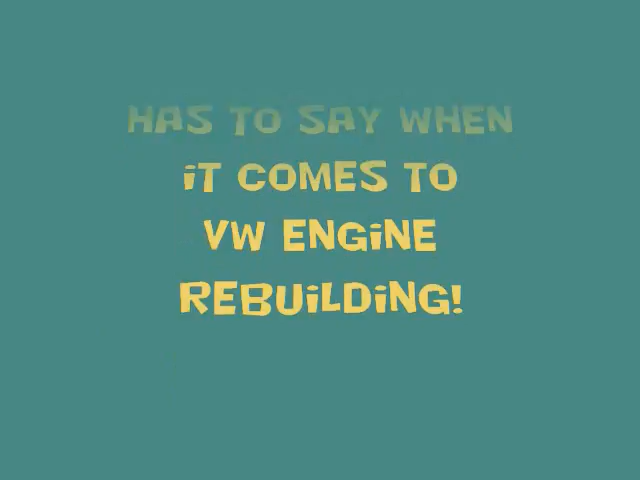 HAS TO SAY WHEN
iT COMES TO
VW ENGiNE
REBUiLDiNG!